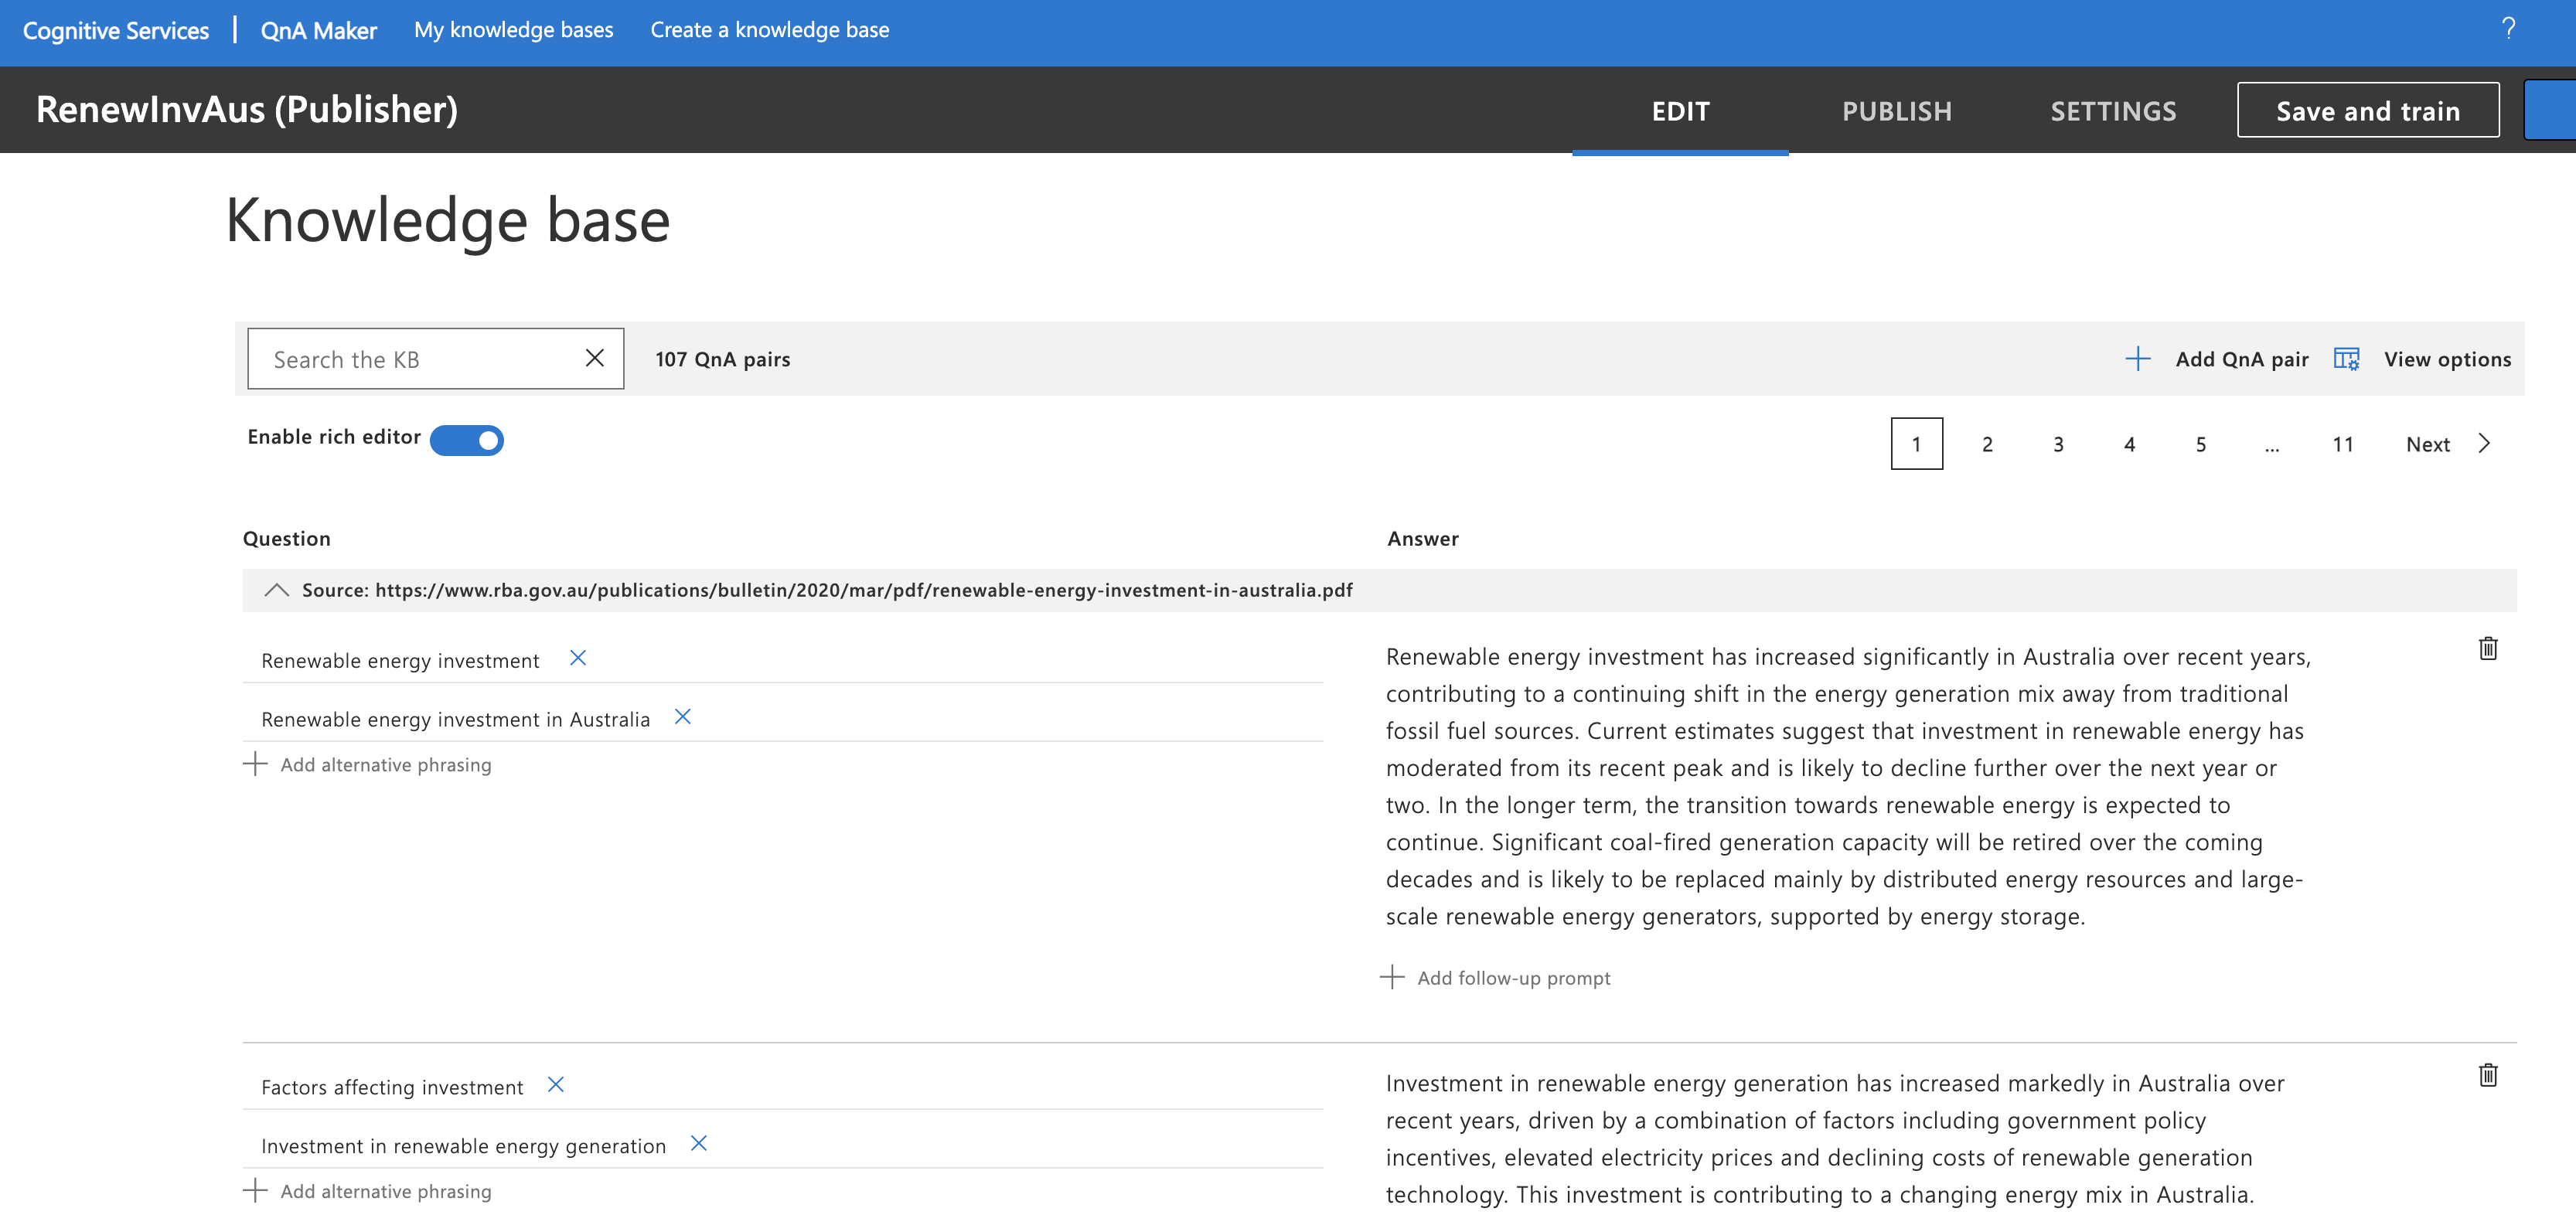 Cognitive Services | QnA Maker My knowledge bases Create a knowledge base ?
RenewInvAus (Publisher) EDIT PUBLISH SETTINGS Save and train
Knowledge base
Search the KB 107 QnA pairs Add QnA pair View options
Enable rich editor 1 2 3 4 5 ... 11 Next
Question Answer
Source: https://www.rba.gov.au/publications/bulletin/2020/mar/pdf/renewable-energy-investment-in-australia.pdf
Renewable energy investment
Renewable energy investment in Australia
Add alternative phrasing
Renewable energy investment has increased significantly in Australia over recent years,
contributing to a continuing shift in the energy generation mix away from traditional
fossil fuel sources. Current estimates suggest that investment in renewable energy has
moderated from its recent peak and is likely to decline further over the next year or
two. In the longer term, the transition towards renewable energy is expected to
continue. Significant coal-fired generation capacity will be retired over the coming
decades and is likely to be replaced mainly by distributed energy resources and large-
scale renewable energy generators, supported by energy storage.
Add follow-up prompt
Factors affecting investment
Investment in renewable energy generation
Add alternative phrasing
Investment in renewable energy generation has increased markedly in Australia over
recent years, driven by a combination of factors including government policy
incentives, elevated electricity prices and declining costs of renewable generation
technology. This investment is contributing to a changing energy mix in Australia.